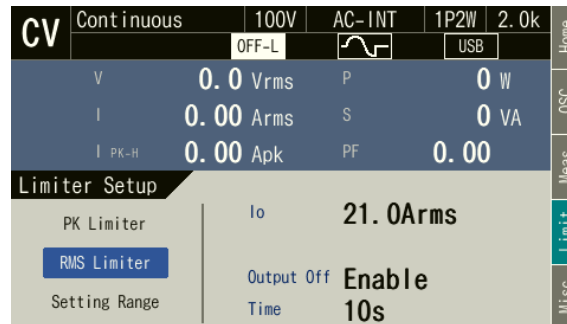 CV Continuous 100V AC-INT 1P2W 2.0k
OFF-L USB
V 0.0 Vrms P 0 W
I 0.00 Arms S 0 VA
I PK-H 0.00 Apk PF 0.00
Limiter Setup
PK Limiter
RMS Limiter
Setting Range
Io 21.0Arms
Output Off Enable
Time 10s
Home
OSC
Meas
Limit
Misc